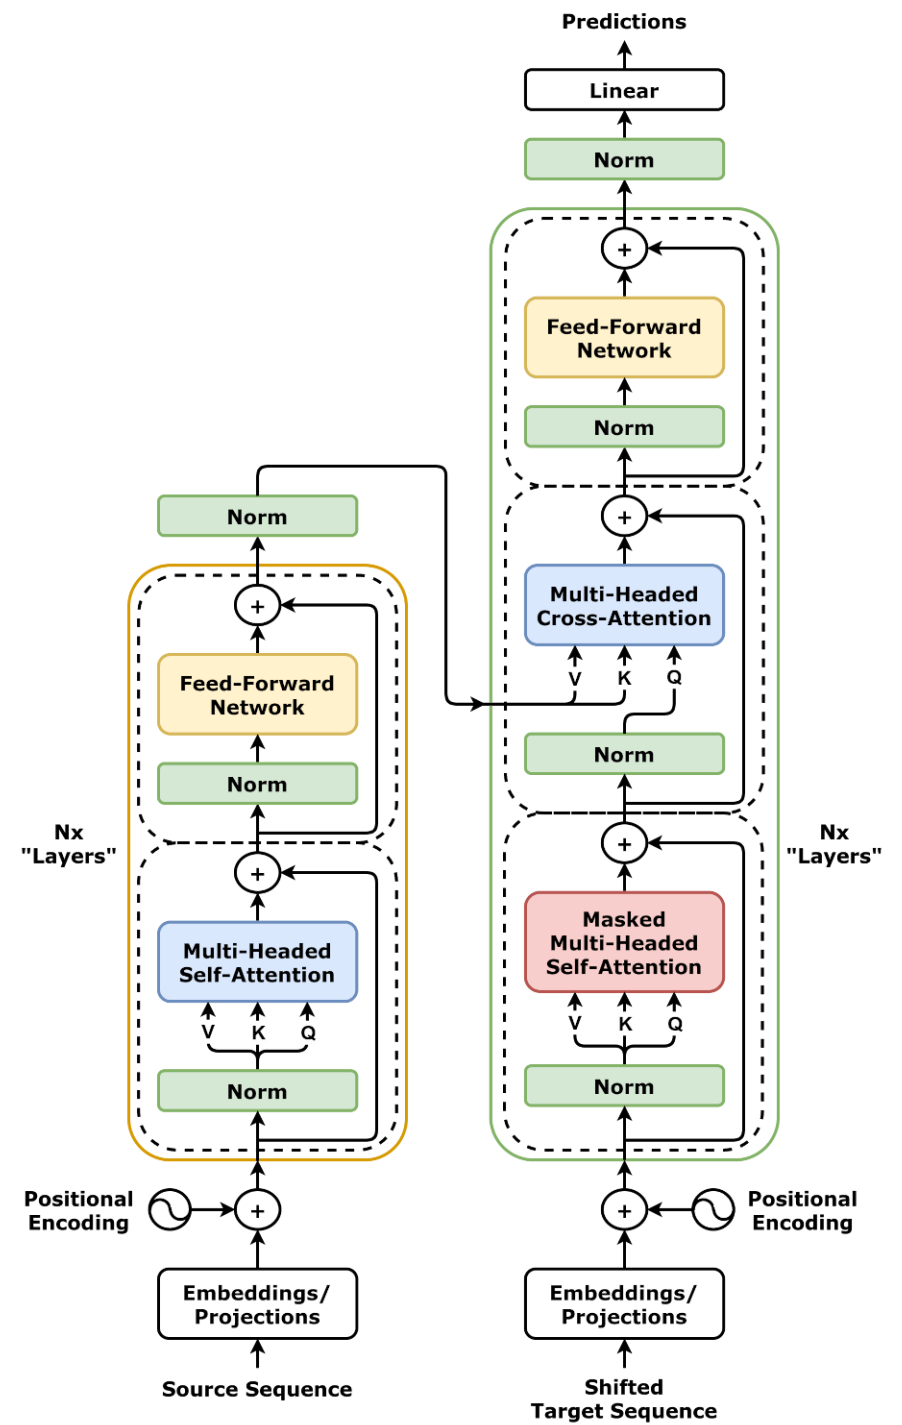 Predictions
Linear
Norm
+
Feed-Forward
Network
Norm
+
Multi-Headed
Cross-Attention
V K Q
Norm
+
Masked
Multi-Headed
Self-Attention
V K Q
Norm
Nx
"Layers"
+
Positional
Encoding
Embeddings/
Projections
Shifted
Target Sequence
Norm
+
Feed-Forward
Network
Norm
+
Multi-Headed
Self-Attention
V K Q
Norm
Nx
"Layers"
Positional
Encoding
+
Embeddings/
Projections
Source Sequence